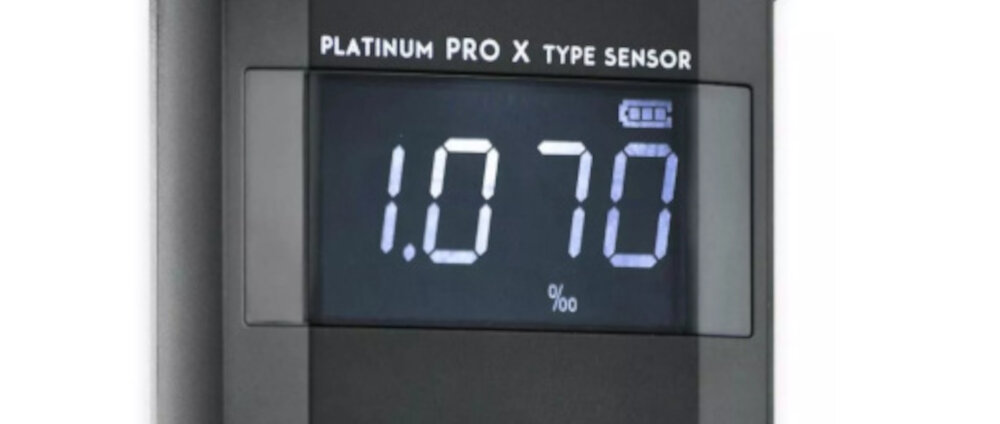 PLATINUM PRO X TYPE SENSOR
1.070
‰